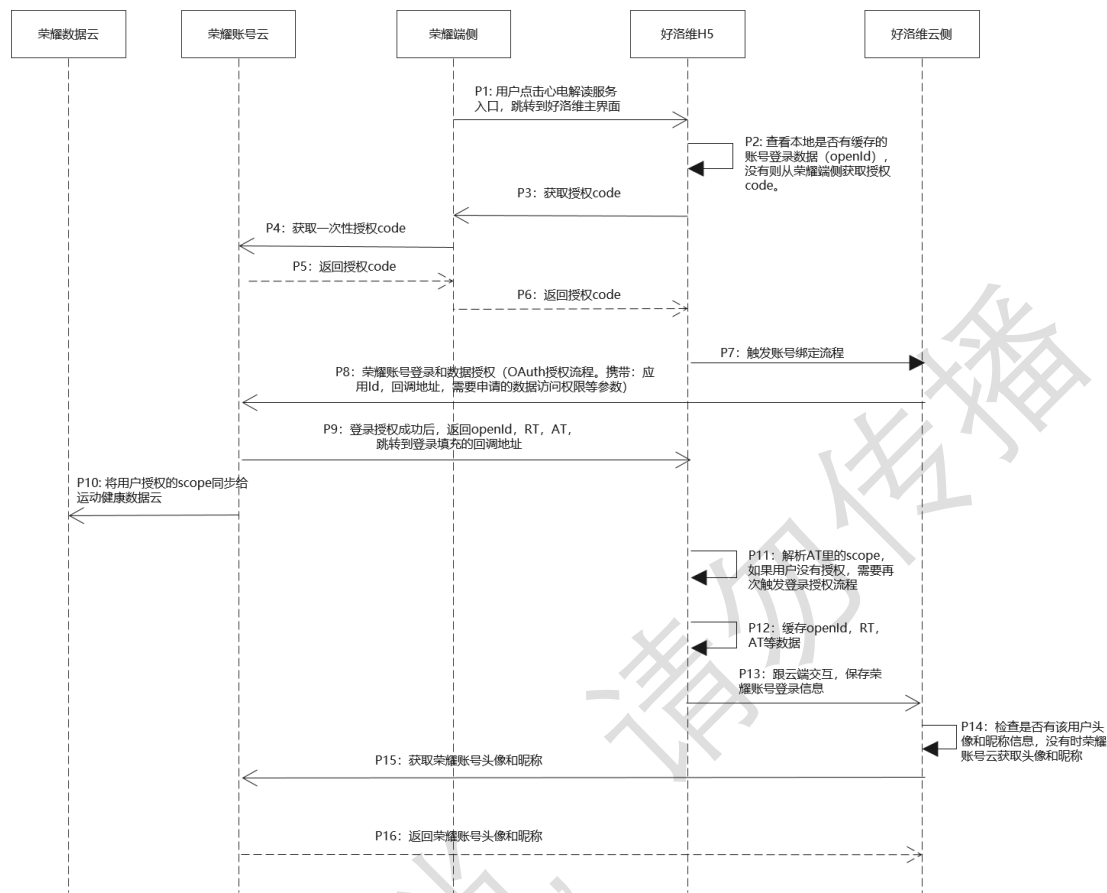 荣耀数据云
荣耀账号云
荣耀端侧
好洛维H5
好洛维云侧
P1: 用户点击心电解读服务
入口，跳转到好洛维主界面
P2: 查看本地是否有缓存的
账号登录数据（openId），
没有则从荣耀端侧获取授权
code。
P3：获取授权code
P4：获取一次性授权code
P5：返回授权code
P6：返回授权code
P7：触发账号绑定流程
P8：荣耀账号登录和数据授权（OAuth授权流程。携带：应
用Id，回调地址，需要申请的数据访问权限等参数）
P9：登录授权成功后，返回openId，RT，AT，
跳转到登录填充的回调地址
P10: 将用户授权的scope同步给
运动健康数据云
P11：解析AT里的scope，
如果用户没有授权，需要再
次触发登录授权流程
P12：缓存openId，RT，
AT等数据
P13：跟云端交互，保存荣
耀账号登录信息
P14：检查是否有该用户头
像和昵称信息，没有时荣耀
账号云获取头像和昵称
P15：获取荣耀账号头像和昵称
P16：返回荣耀账号头像和昵称
请勿传播